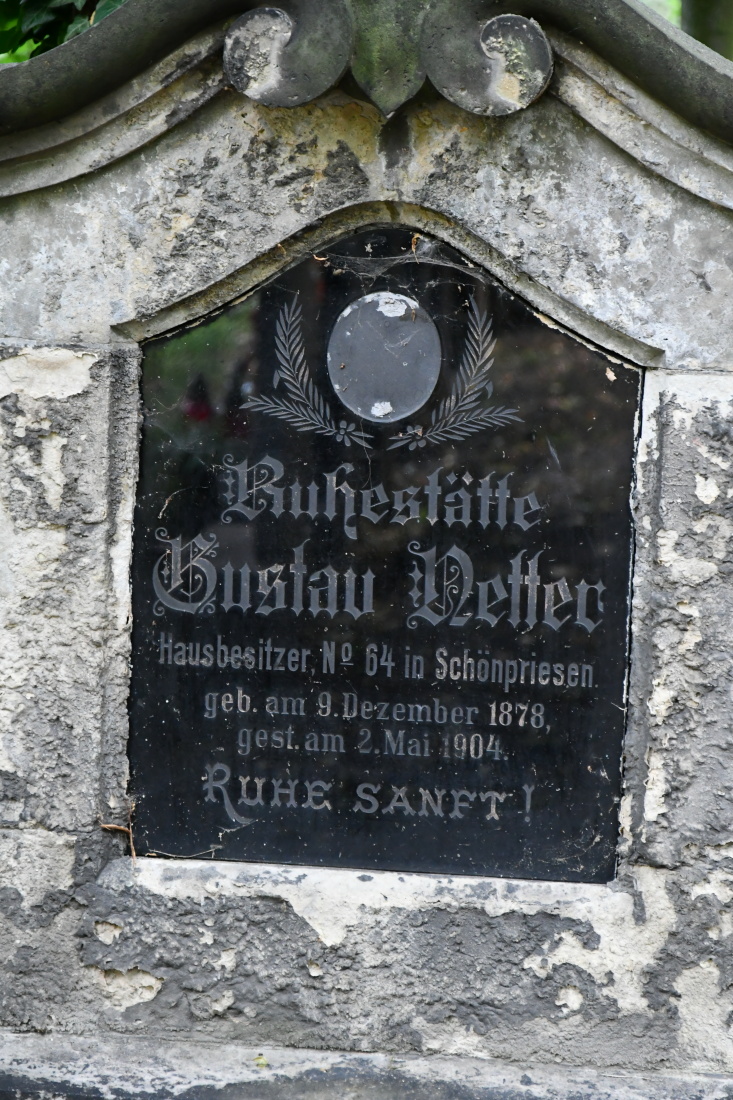 Ruhestätte
Gustav Netter
Hausbesitzer, Nº 64 in Schönpriesen.
geb. am 9. Dezember 1878,
gest. am 2. Mai 1904.
RUHE SANFT!